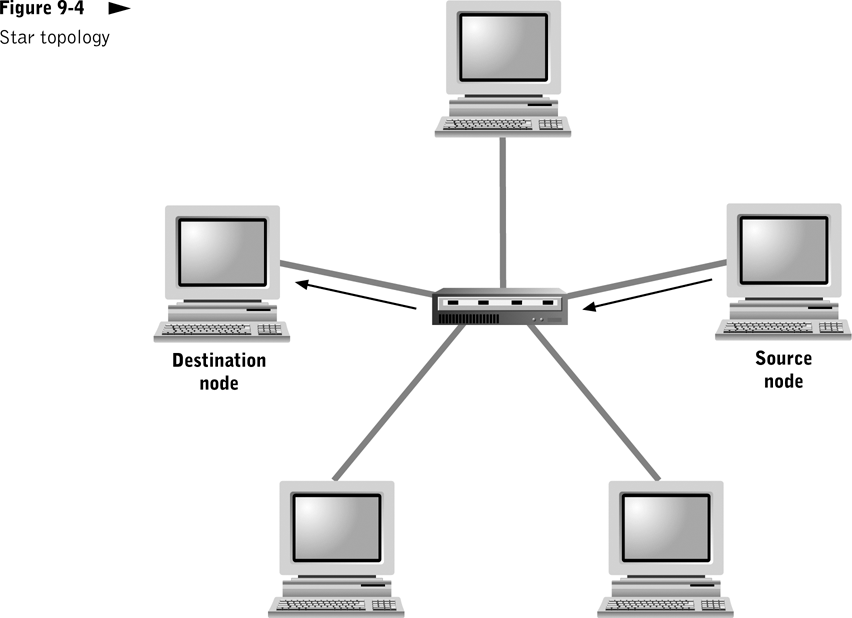 Figure 9-4 ►
Star topology
Destination
node
Source
node